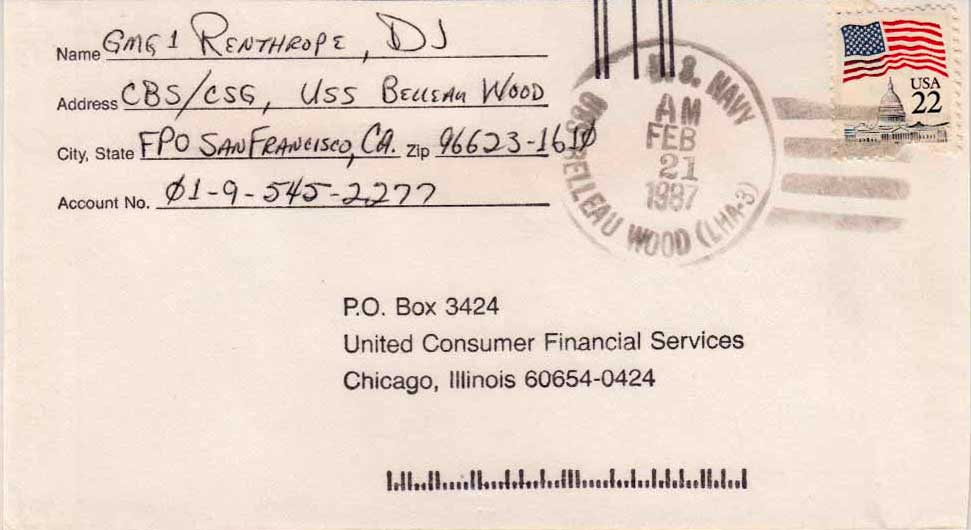 Name GMG1 RENTHROPE, DJ
Address CBS/CSG, USS BELLEAU WOOD
City, State FPO SAN FRANCISCO, CA. Zip 96623-1610
Account No. 01-9-545-2277
U.S. NAVY
AM
FEB
21
1987
USS BELLEAU WOOD (LHA-3)
USA
22
P.O. Box 3424
United Consumer Financial Services
Chicago, Illinois 60654-0424